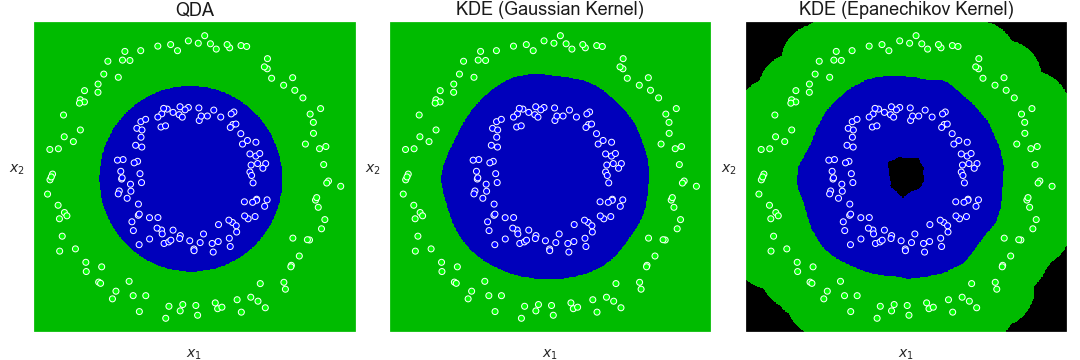 QDA
KDE (Gaussian Kernel)
KDE (Epanechikov Kernel)
x₂
x₂
x₂
x₁
x₁
x₁